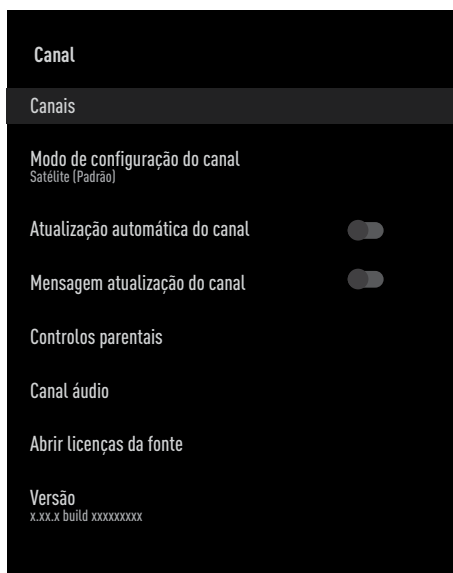 Canal
Canais
Modo de configuração do canal
Satélite (Padrão)
Atualização automática do canal
Mensagem atualização do canal
Controlos parentais
Canal áudio
Abrir licenças da fonte
Versão
x.xx.x build xxxxxxxxx